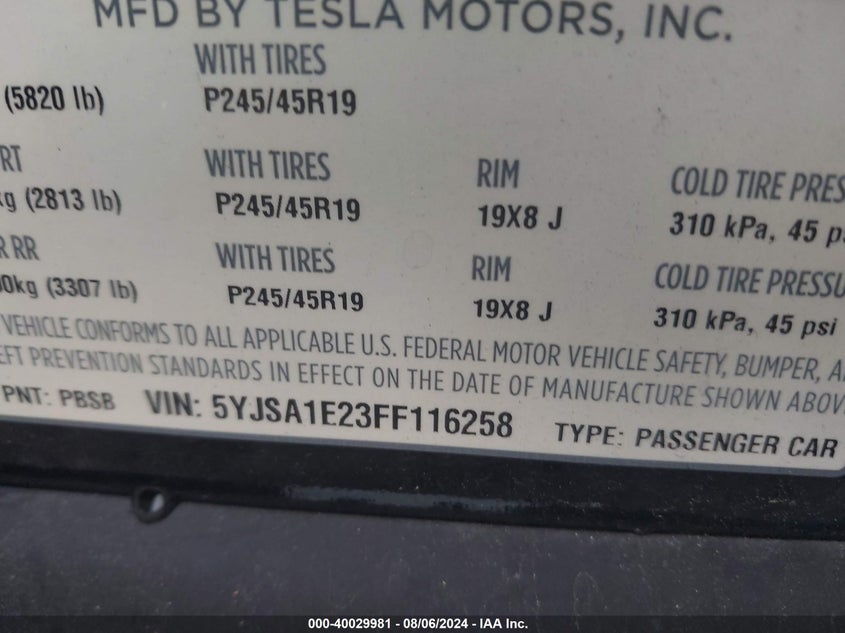 MFD BY TESLA MOTORS, INC.
WITH TIRES
(5820 lb) P245/45R19
RT WITH TIRES RIM COLD TIRE PRES
kg (2813 lb) P245/45R19 19X8 J 310 kPa, 45 ps
R RR WITH TIRES RIM COLD TIRE PRESSU
0kg (3307 lb) P245/45R19 19X8 J 310 kPa, 45 psi
VEHICLE CONFORMS TO ALL APPLICABLE U.S. FEDERAL MOTOR VEHICLE SAFETY, BUMPER, A
EFT PREVENTION STANDARDS IN EFFECT ON THE DATE OF MANUFACTURE SHOWN ABOV
PNT: PBSB VIN: 5YJSA1E23FF116258 TYPE: PASSENGER CAR
000-40029981 - 08/06/2024 - IAA Inc.